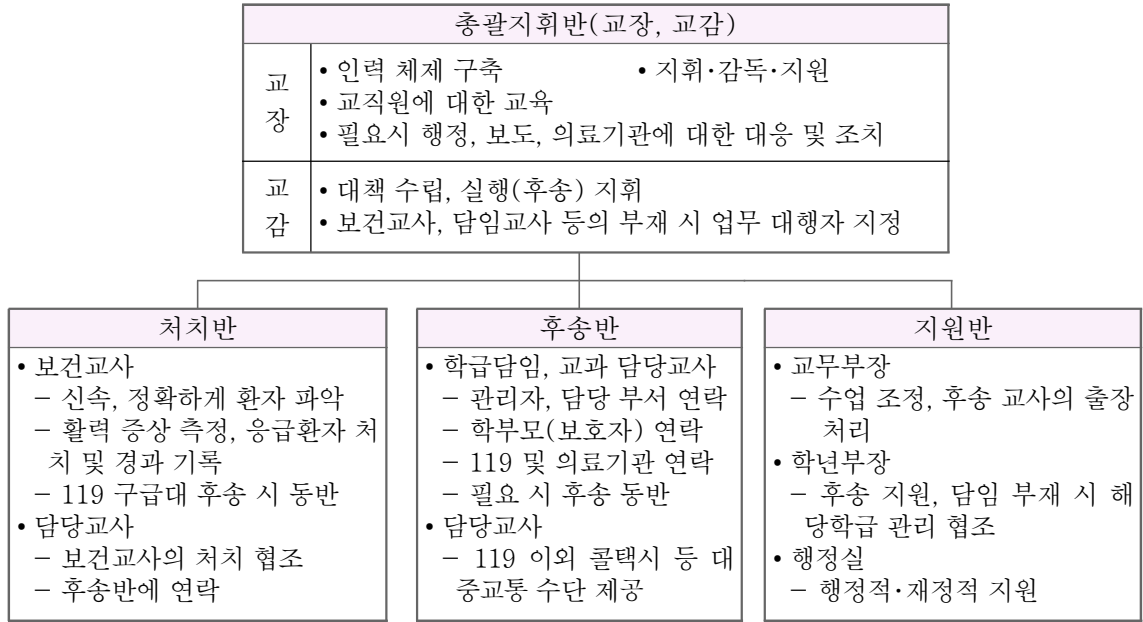 총괄지휘반(교장, 교감)
교장
• 인력 체제 구축 • 지휘·감독·지원
• 교직원에 대한 교육
• 필요시 행정, 보도, 의료기관에 대한 대응 및 조치
교감
• 대책 수립, 실행(후송) 지휘
• 보건교사, 담임교사 등의 부재 시 업무 대행자 지정
처치반
• 보건교사
– 신속, 정확하게 환자 파악
– 활력 증상 측정, 응급환자 처
치 및 경과 기록
– 119 구급대 후송 시 동반
• 담당교사
– 보건교사의 처치 협조
– 후송반에 연락
후송반
• 학급담임, 교과 담당교사
– 관리자, 담당 부서 연락
– 학부모(보호자) 연락
– 119 및 의료기관 연락
– 필요 시 후송 동반
• 담당교사
– 119 이외 콜택시 등 대
중교통 수단 제공
지원반
• 교무부장
– 수업 조정, 후송 교사의 출장
처리
• 학년부장
– 후송 지원, 담임 부재 시 해
당학급 관리 협조
• 행정실
– 행정적·재정적 지원